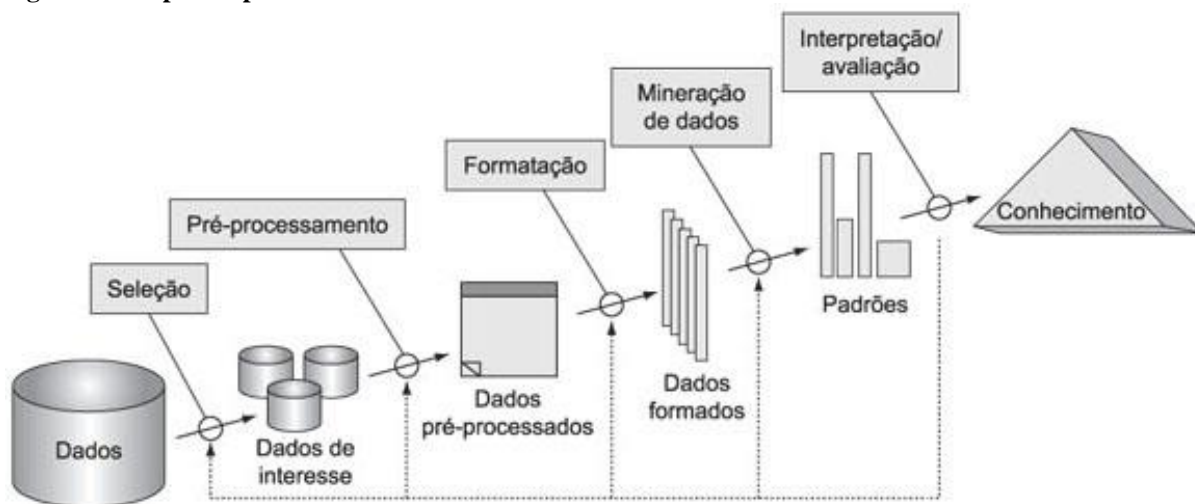 Interpretação/
avaliação
Mineração
de dados
Formatação
Pré-processamento
Seleção
Conhecimento
Padrões
Dados
formados
Dados
pré-processados
Dados de
interesse
Dados